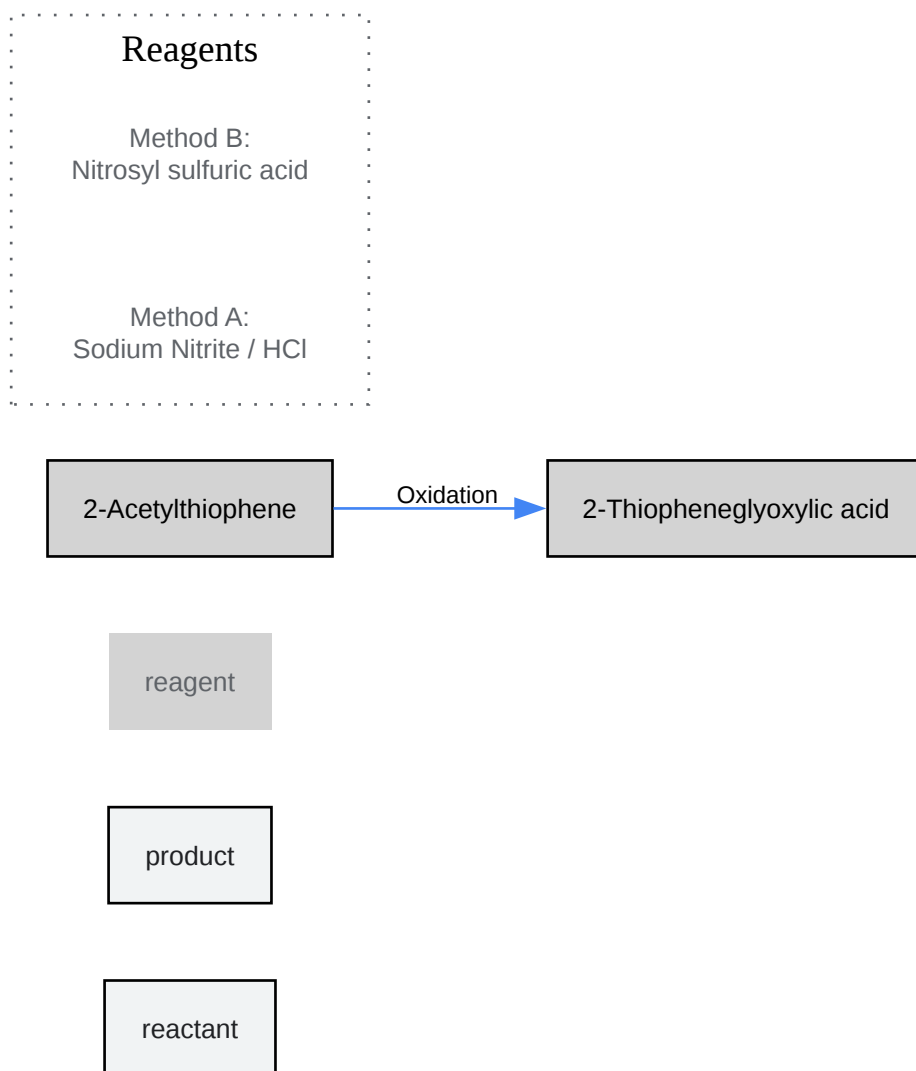 Reagents
Method B:
Nitrosyl sulfuric acid
Method A:
Sodium Nitrite / HCl
2-Acetylthiophene
Oxidation
2-Thiopheneglyoxylic acid
reagent
product
reactant